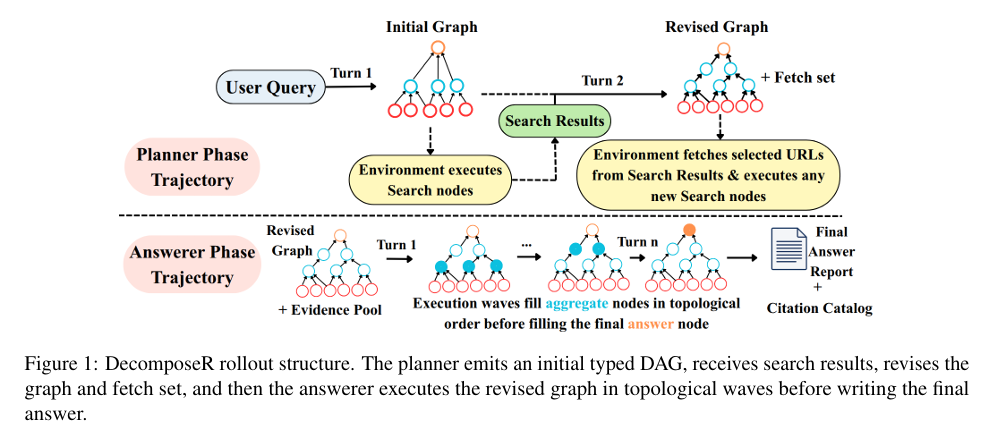 Initial Graph
Revised Graph
User Query
Turn 1
Turn 2
+ Fetch set
Search Results
Planner Phase
Trajectory
Environment executes
Search nodes
Environment fetches selected URLs
from Search Results & executes any
new Search nodes
Answerer Phase
Trajectory
Revised
Graph
+ Evidence Pool
Turn 1
...
Turn n
Execution waves fill aggregate nodes in topological
order before filling the final answer node
Final
Answer
Report
+
Citation Catalog
Figure 1: DecomposeR rollout structure. The planner emits an initial typed DAG, receives search results, revises the
graph and fetch set, and then the answerer executes the revised graph in topological waves before writing the final
answer.